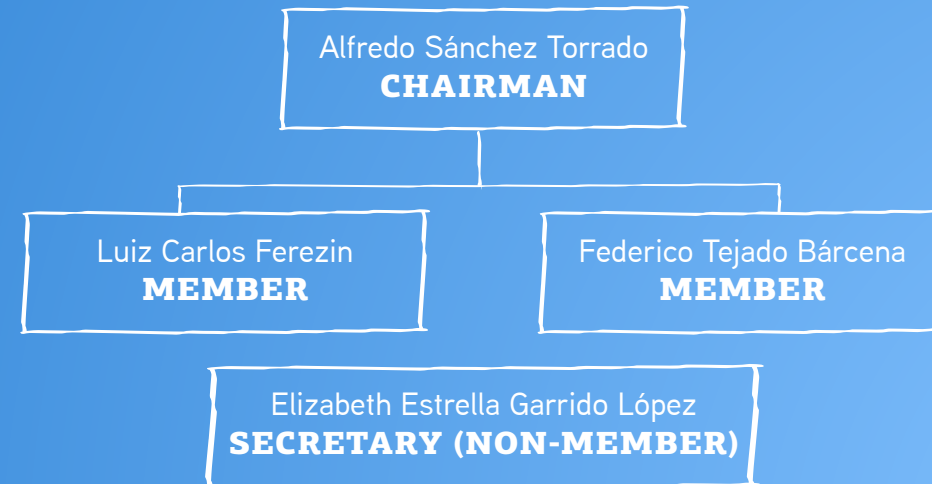 Alfredo Sánchez Torrado
CHAIRMAN
Luiz Carlos Ferezin
MEMBER
Federico Tejado Bárcena
MEMBER
Elizabeth Estrella Garrido López
SECRETARY (NON-MEMBER)